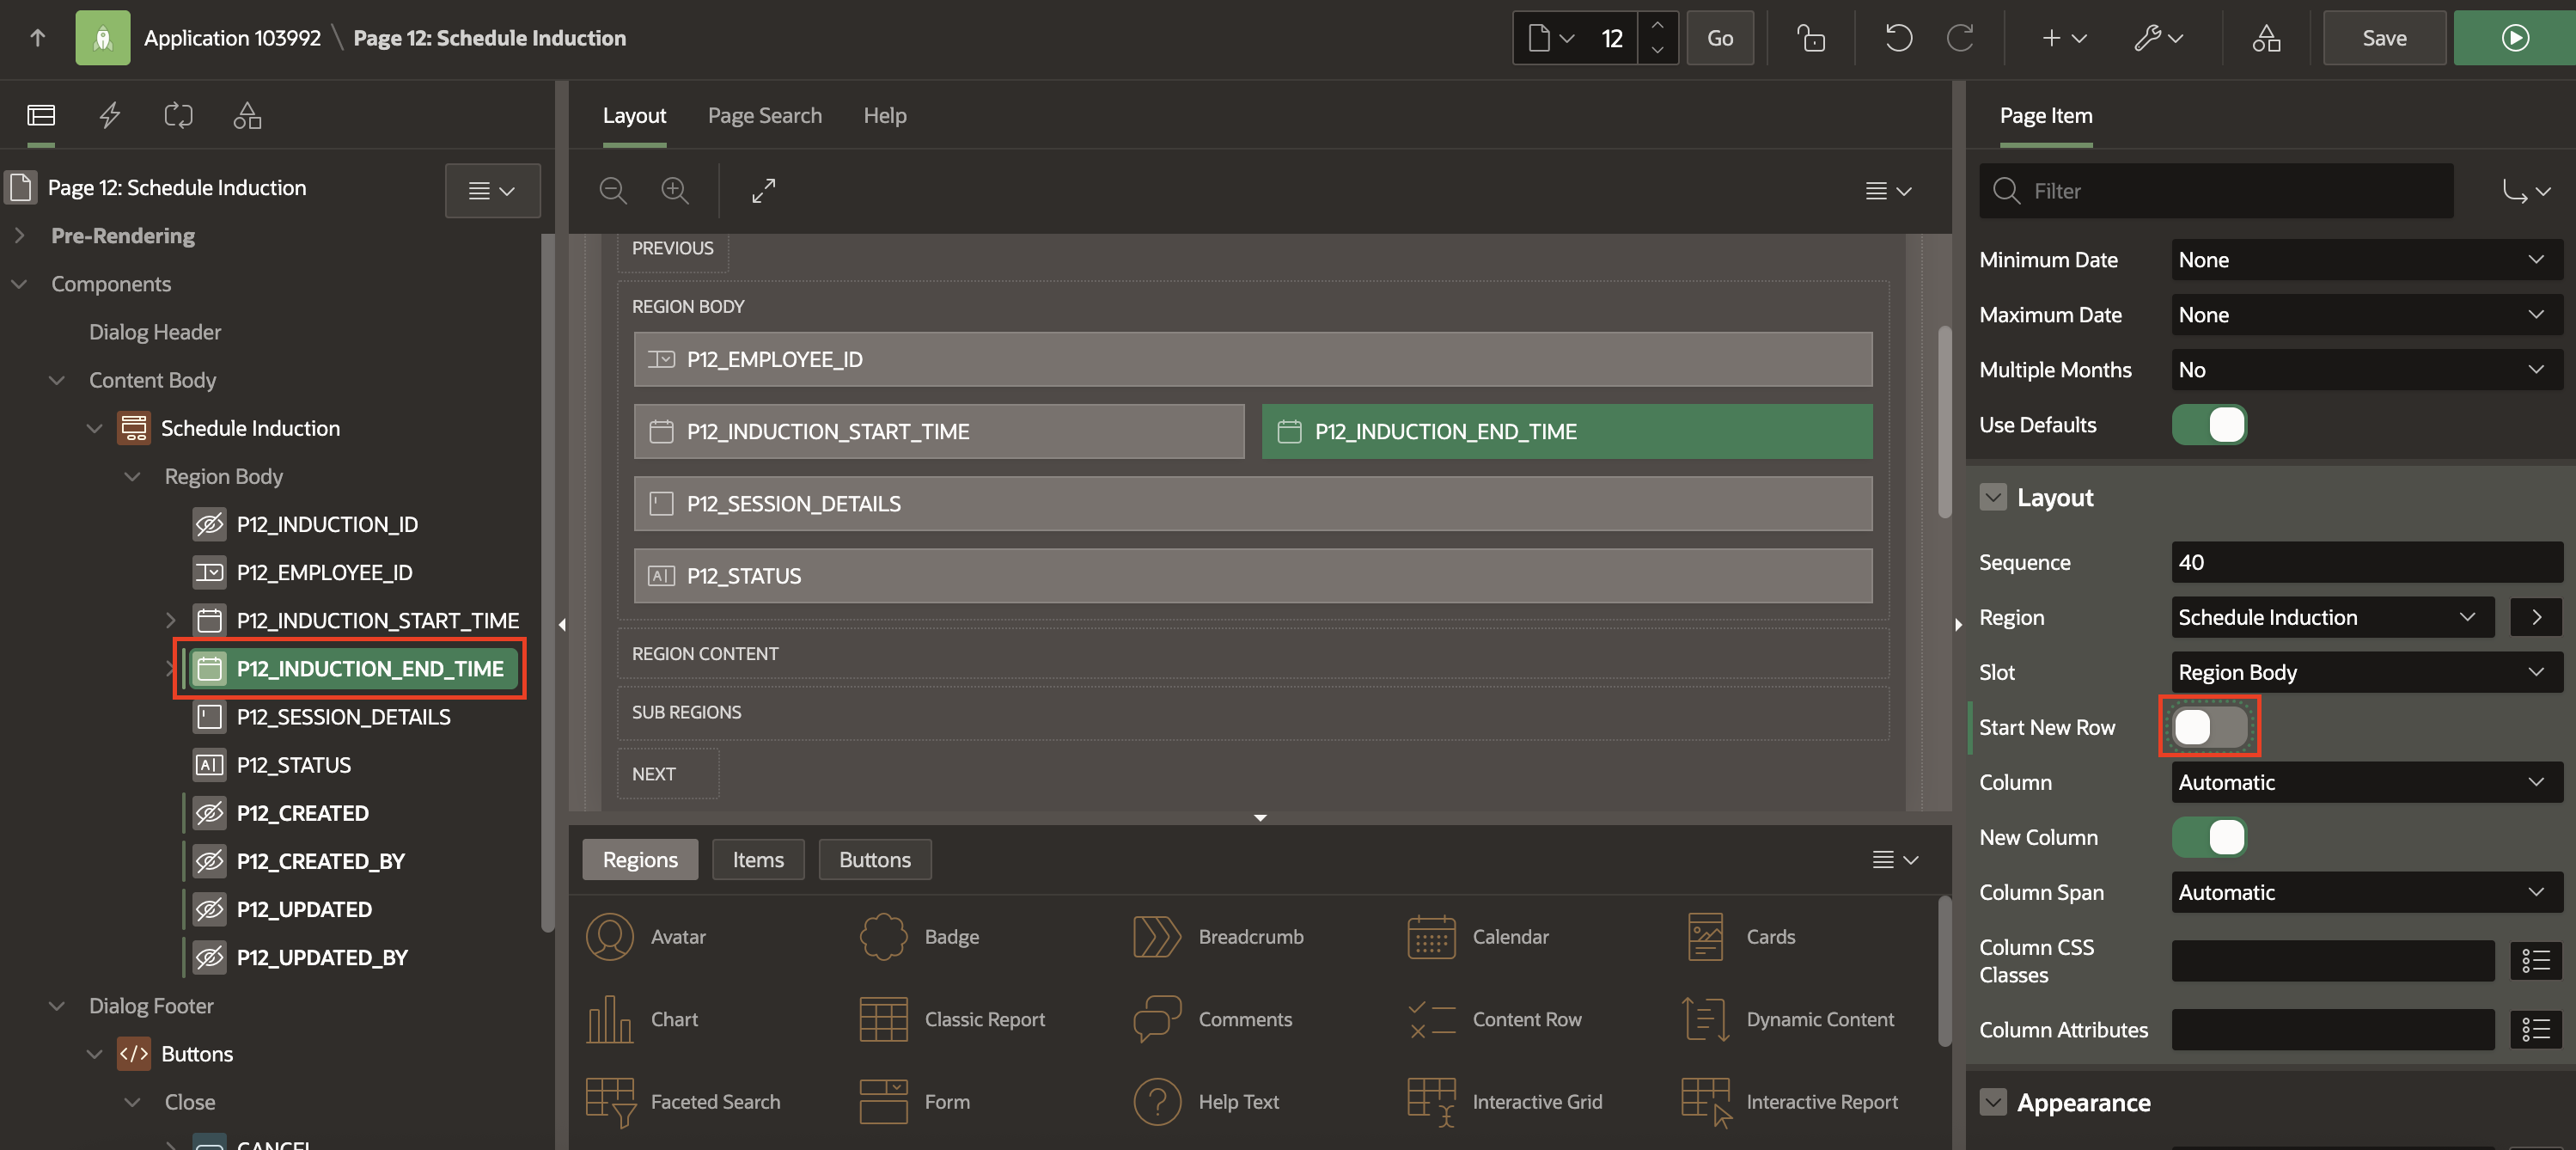 Application 103992 \ Page 12: Schedule Induction
12
Go
Save
Layout
Page Search
Help
Page Item
Page 12: Schedule Induction
Pre-Rendering
Components
Dialog Header
Content Body
Schedule Induction
Region Body
P12_INDUCTION_ID
P12_EMPLOYEE_ID
P12_INDUCTION_START_TIME
P12_INDUCTION_END_TIME
P12_SESSION_DETAILS
P12_STATUS
P12_CREATED
P12_CREATED_BY
P12_UPDATED
P12_UPDATED_BY
Dialog Footer
Buttons
Close
CANCEL
PREVIOUS
REGION BODY
P12_EMPLOYEE_ID
P12_INDUCTION_START_TIME
P12_INDUCTION_END_TIME
P12_SESSION_DETAILS
P12_STATUS
REGION CONTENT
SUB REGIONS
NEXT
Regions
Items
Buttons
Avatar
Badge
Breadcrumb
Calendar
Cards
Chart
Classic Report
Comments
Content Row
Dynamic Content
Faceted Search
Form
Help Text
Interactive Grid
Interactive Report
Filter
Minimum Date
None
Maximum Date
None
Multiple Months
No
Use Defaults
Layout
Sequence
40
Region
Schedule Induction
Slot
Region Body
Start New Row
Column
Automatic
New Column
Column Span
Automatic
Column CSS
Classes
Column Attributes
Appearance